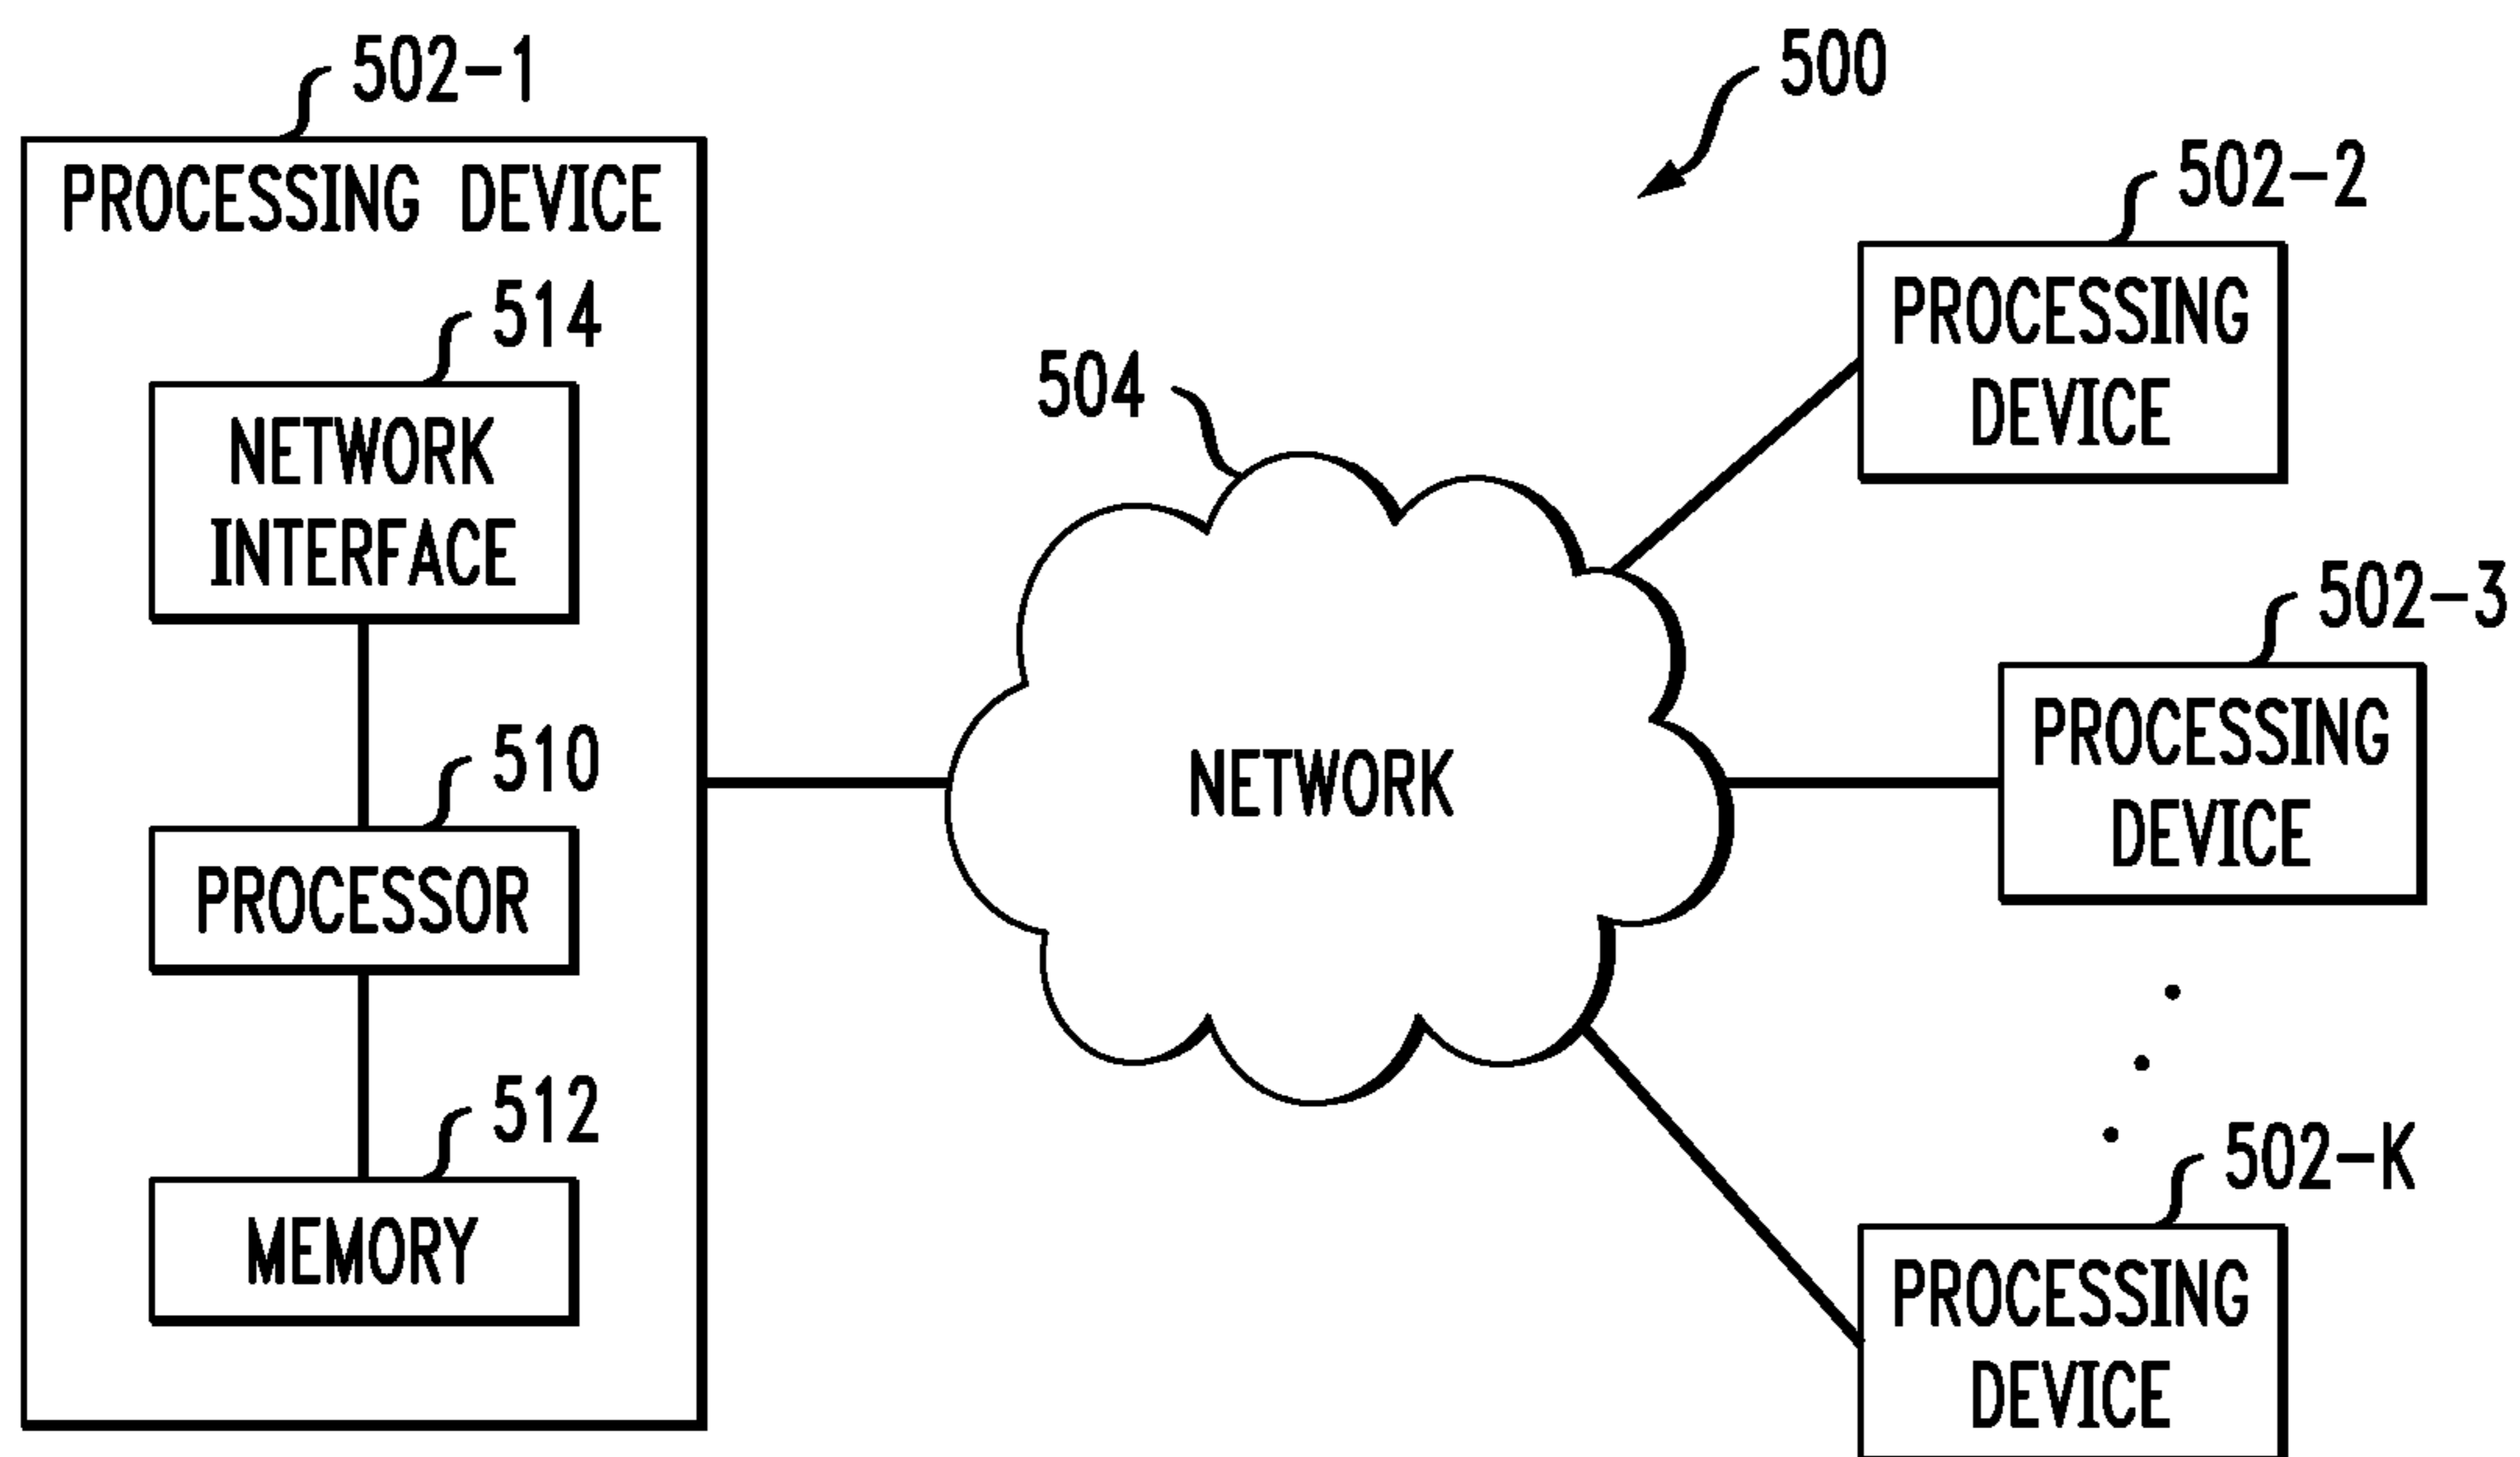 502-1
PROCESSING DEVICE
514
NETWORK
INTERFACE
510
PROCESSOR
512
MEMORY
504
NETWORK
500
502-2
PROCESSING
DEVICE
502-3
PROCESSING
DEVICE
502-K
PROCESSING
DEVICE